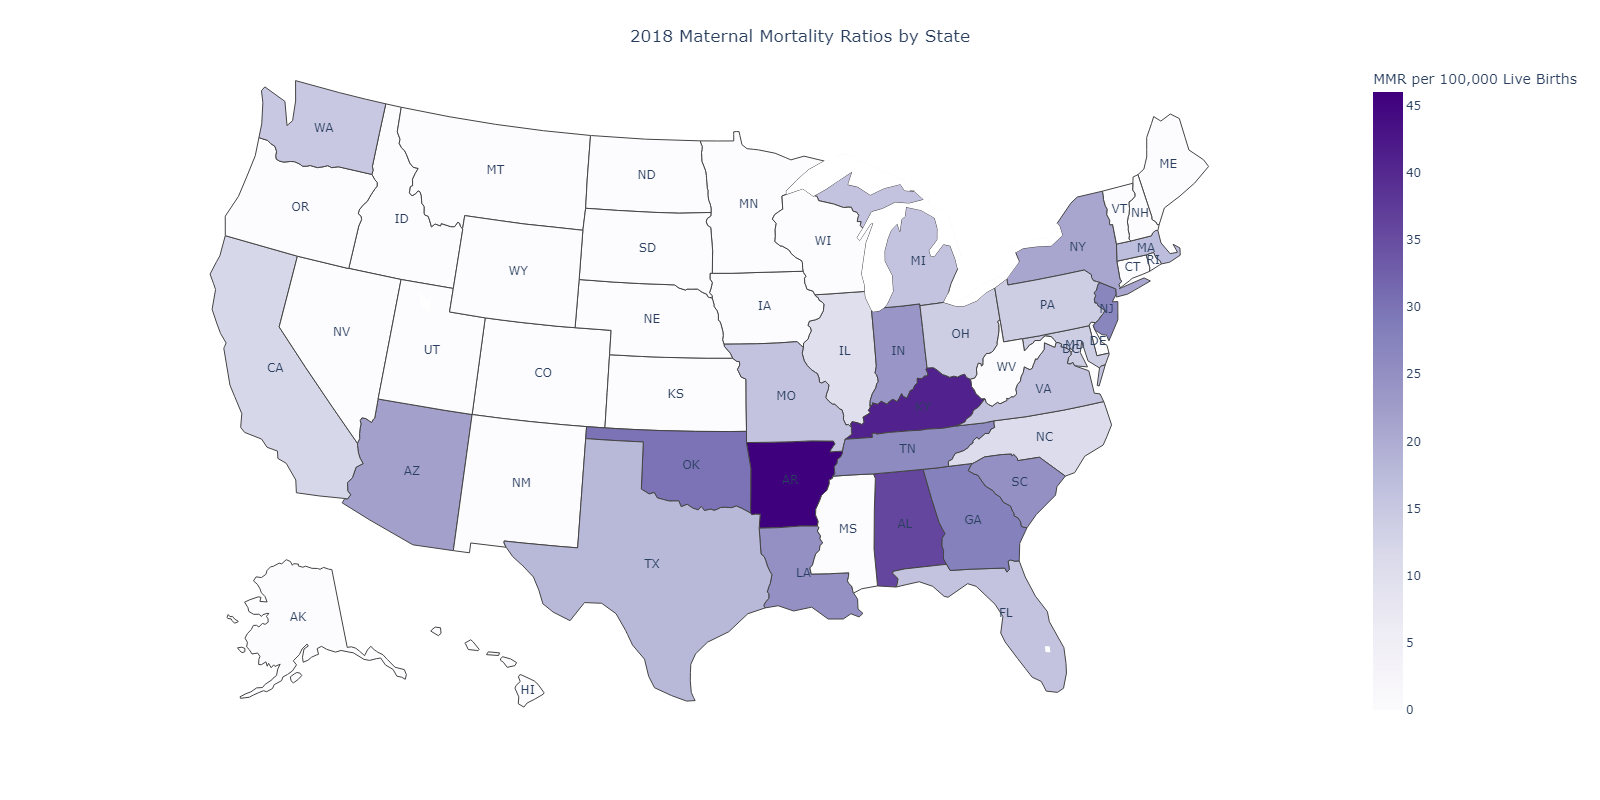 2018 Maternal Mortality Ratios by State
MMR per 100,000 Live Births
45
40
35
30
25
20
15
10
5
0
WA
MT
ND
MN
ME
OR
ID
SD
WI
MI
NY
VT
NH
MA
RI
CT
WY
IA
NE
PA
NJ
NV
UT
CO
KS
IL
IN
OH
MD
DE
DC
WV
VA
CA
MO
KY
AZ
NM
OK
AR
TN
NC
SC
TX
LA
MS
AL
GA
FL
AK
HI